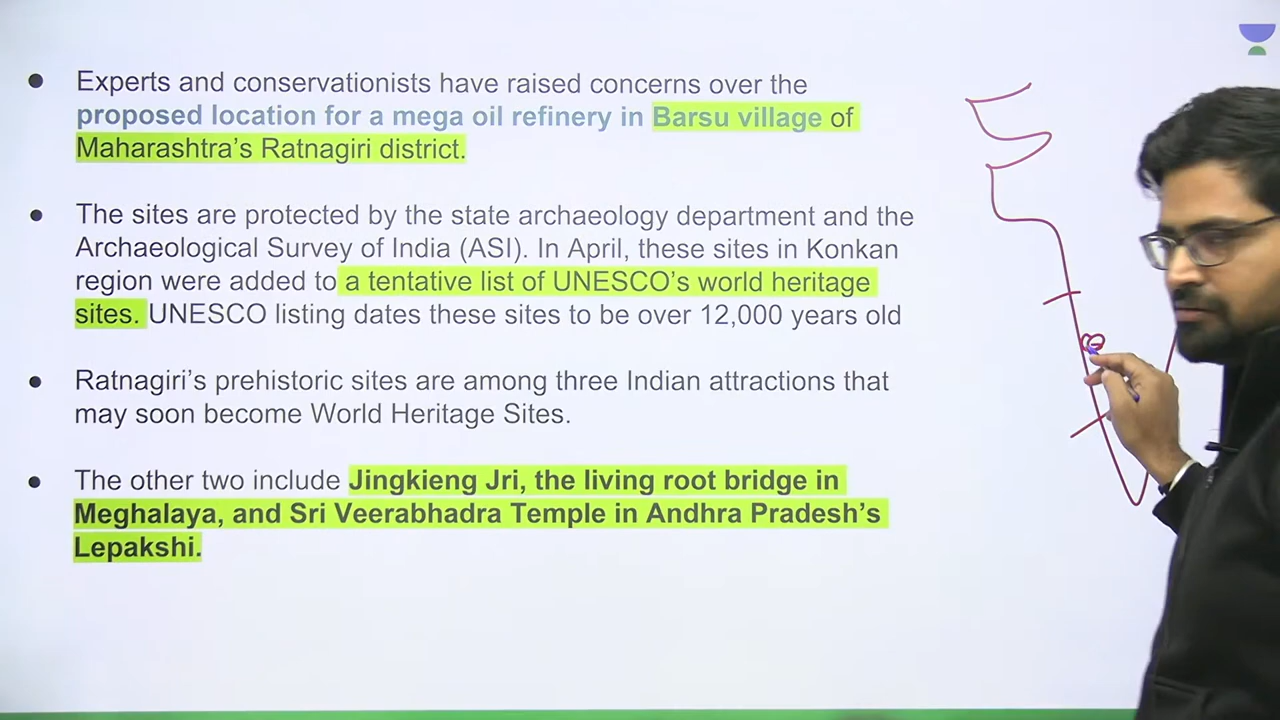 Experts and conservationists have raised concerns over the
proposed location for a mega oil refinery in Barsu village of
Maharashtra’s Ratnagiri district.
The sites are protected by the state archaeology department and the
Archaeological Survey of India (ASI). In April, these sites in Konkan
region were added to a tentative list of UNESCO’s world heritage
sites. UNESCO listing dates these sites to be over 12,000 years old
Ratnagiri’s prehistoric sites are among three Indian attractions that
may soon become World Heritage Sites.
The other two include Jingkieng Jri, the living root bridge in
Meghalaya, and Sri Veerabhadra Temple in Andhra Pradesh’s
Lepakshi.